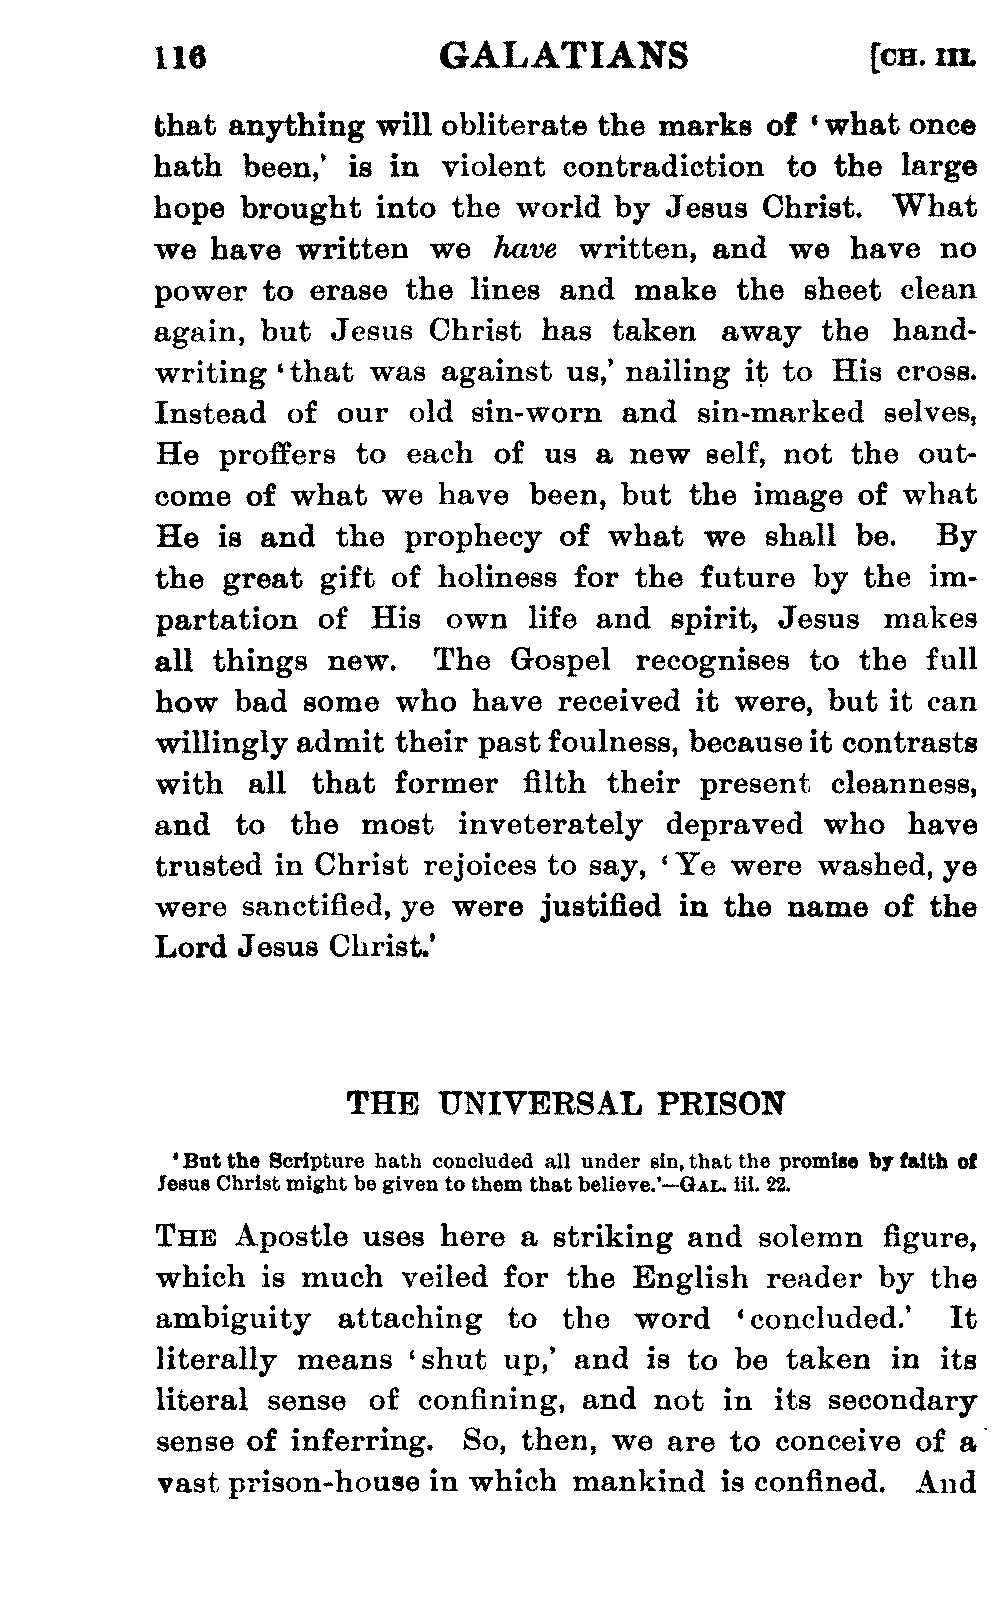 116 GALATIANS [CH. III.
that anything will obliterate the marks of ‘what once
hath been,’ is in violent contradiction to the large
hope brought into the world by Jesus Christ. What
we have written we have written, and we have no
power to erase the lines and make the sheet clean
again, but Jesus Christ has taken away the hand-
writing ‘that was against us,’ nailing it to His cross.
Instead of our old sin-worn and sin-marked selves,
He proffers to each of us a new self, not the out-
come of what we have been, but the image of what
He is and the prophecy of what we shall be. By
the great gift of holiness for the future by the im-
partation of His own life and spirit, Jesus makes
all things new. The Gospel recognises to the full
how bad some who have received it were, but it can
willingly admit their past foulness, because it contrasts
with all that former filth their present cleanness,
and to the most inveterately depraved who have
trusted in Christ rejoices to say, ‘Ye were washed, ye
were sanctified, ye were justified in the name of the
Lord Jesus Christ.’
THE UNIVERSAL PRISON
‘But the Scripture hath concluded all under sin, that the promise by faith of
Jesus Christ might be given to them that believe.’—GAL. iii. 22.
THE Apostle uses here a striking and solemn figure,
which is much veiled for the English reader by the
ambiguity attaching to the word ‘concluded.’ It
literally means ‘shut up,’ and is to be taken in its
literal sense of confining, and not in its secondary
sense of inferring. So, then, we are to conceive of a
vast prison-house in which mankind is confined. And